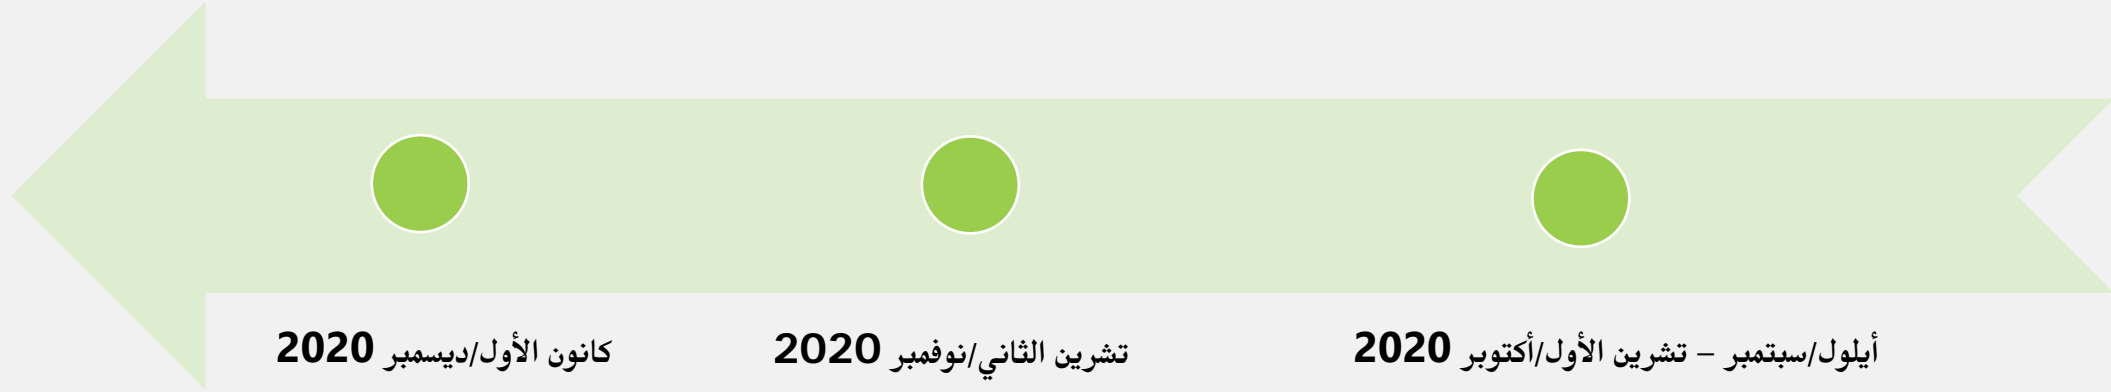 أيلول/سبتمبر – تشرين الأول/أكتوبر 2020
تشرين الثاني/نوفمبر 2020
كانون الأول/ديسمبر 2020